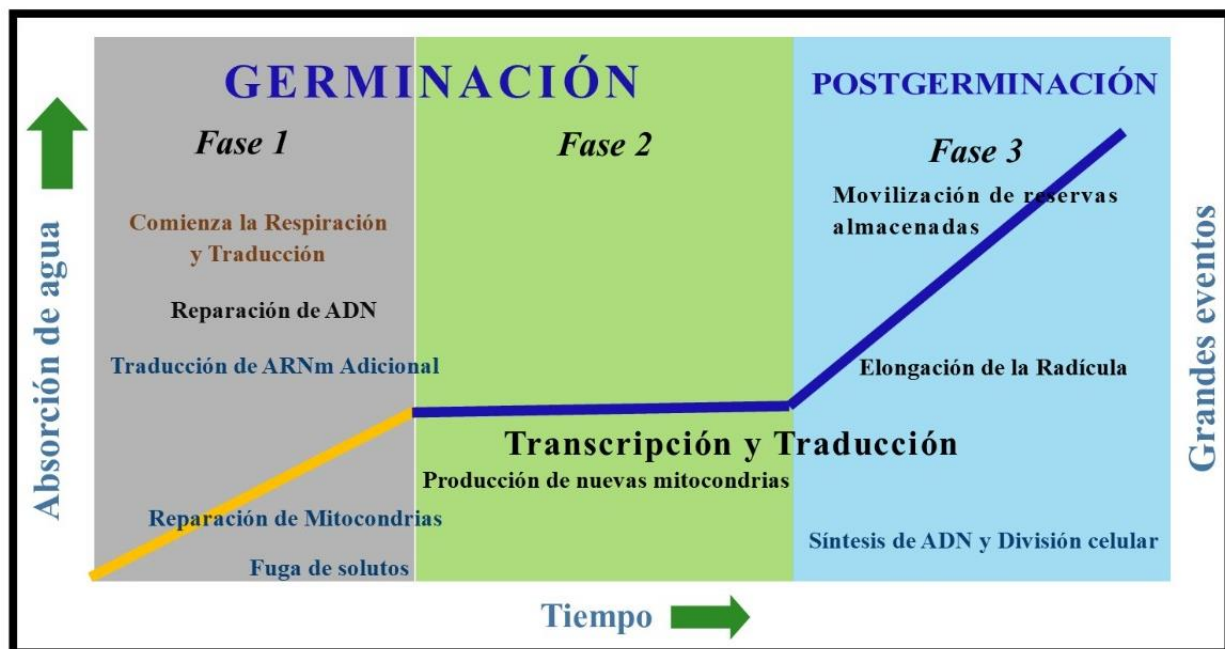 GERMINACIÓN
POSTGERMINACIÓN
Fase 1
Fase 2
Fase 3
Absorción de agua
Comienza la Respiración
y Traducción
Reparación de ADN
Traducción de ARNm Adicional
Reparación de Mitocondrias
Fuga de solutos
Transcripción y Traducción
Producción de nuevas mitocondrias
Movilización de reservas
almacenadas
Elongación de la Radícula
Síntesis de ADN y División celular
Grandes eventos
Tiempo